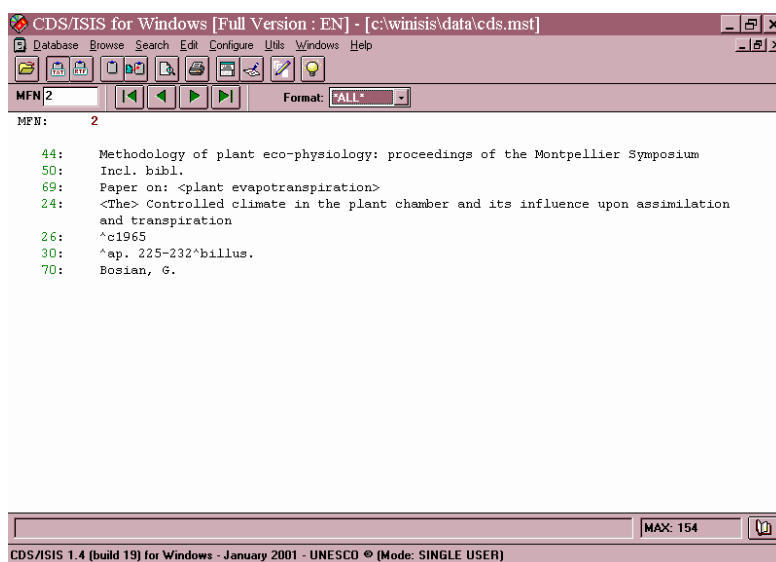 CDS/ISIS for Windows [Full Version : EN] - [c:\winisis\data\cds.mst]
Database Browse Search Edit Configure Utils Windows Help
MFN 2 Format: *ALL*
MFN: 2
44: Methodology of plant eco-physiology: proceedings of the Montpellier Symposium
50: Incl. bibl.
69: Paper on: <plant evapotranspiration>
24: <The> Controlled climate in the plant chamber and its influence upon assimilation
and transpiration
26: ^c1965
30: ^ap. 225-232^billus.
70: Bosian, G.
MAX: 154
CDS/ISIS 1.4 (build 19) for Windows - January 2001 - UNESCO © (Mode: SINGLE USER)